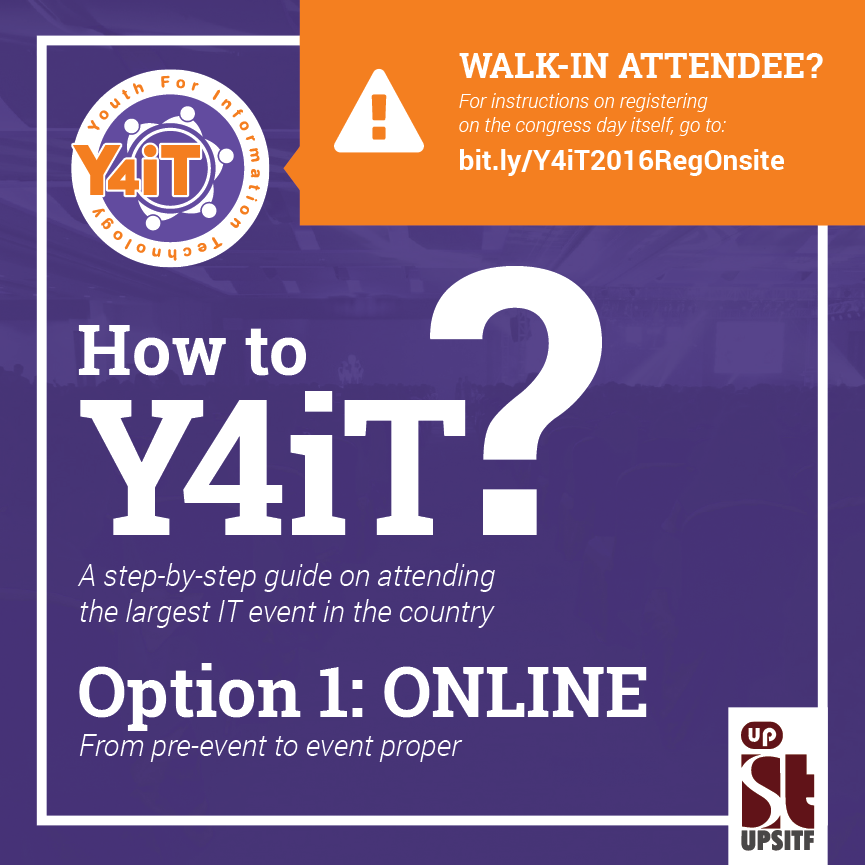 WALK-IN ATTENDEE?
For instructions on registering
on the congress day itself, go to:
bit.ly/Y4iT2016RegOnsite
Youth For Information Technology
Y4iT
How to
Y4iT?
A step-by-step guide on attending
the largest IT event in the country
Option 1: ONLINE
From pre-event to event proper
up
st
UPSITF